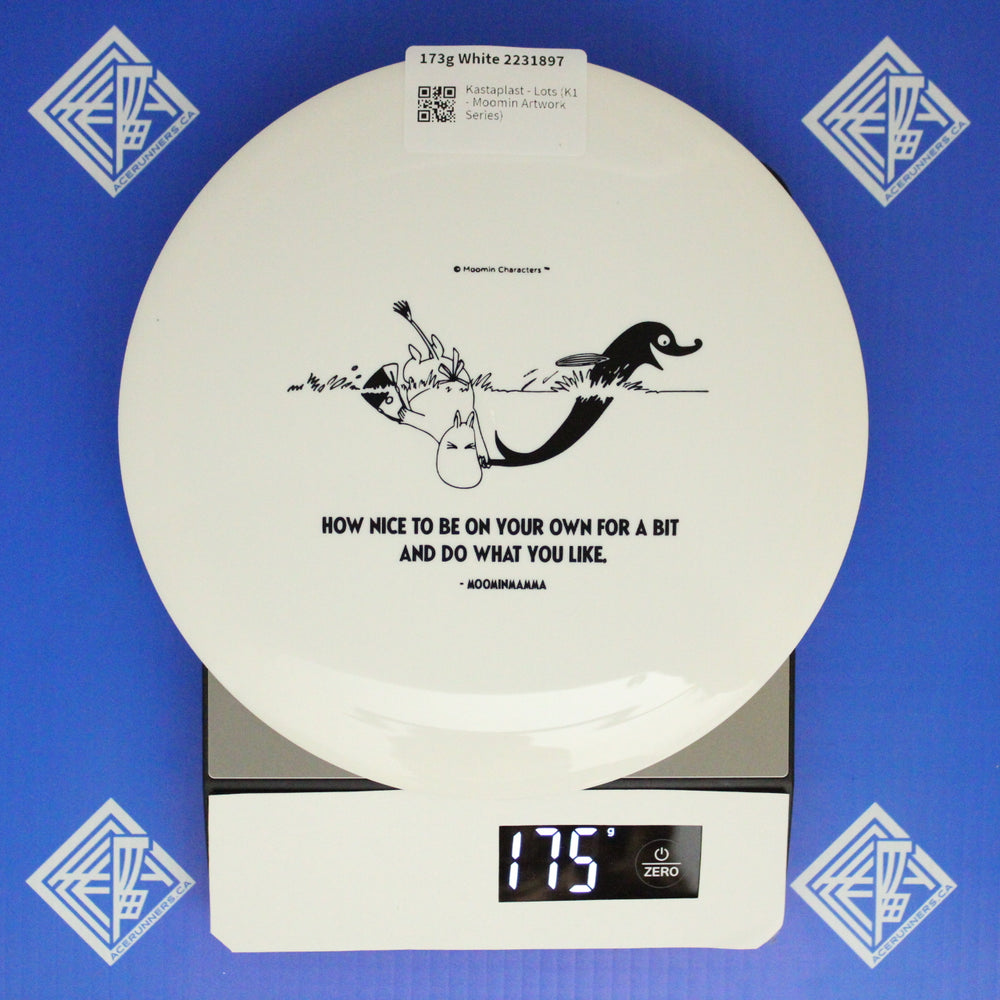 173g White 2231897
Kastaplast - Lots (K1
- Moomin Artwork
Series)
© Moomin Characters ™
HOW NICE TO BE ON YOUR OWN FOR A BIT
AND DO WHAT YOU LIKE.
- MOOMINMAMMA
175 g
ZERO
ACERUNNERS.CA
ACERUNNERS.CA
ACERUNNERS.CA
ACERUNNERS.CA